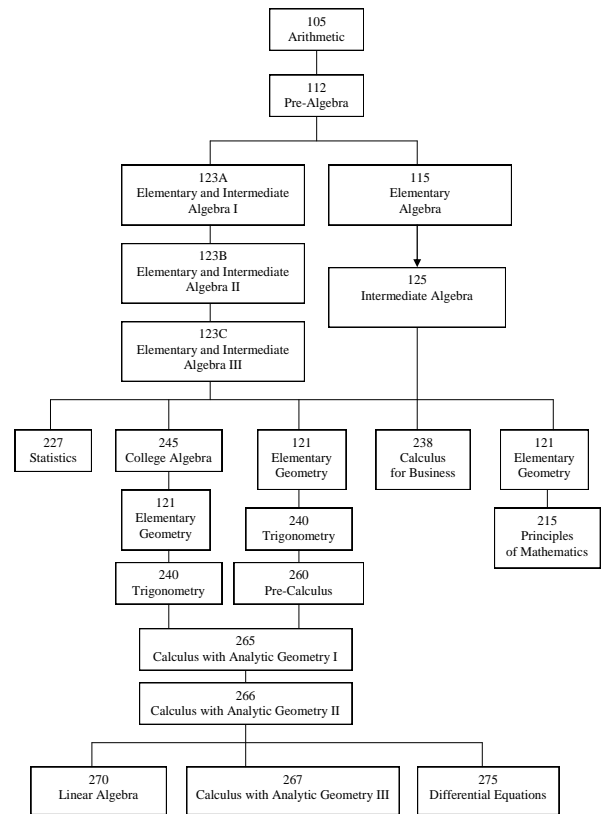 105
Arithmetic
112
Pre-Algebra
123A
Elementary and Intermediate
Algebra I
115
Elementary
Algebra
123B
Elementary and Intermediate
Algebra II
125
Intermediate Algebra
123C
Elementary and Intermediate
Algebra III
227
Statistics
245
College Algebra
121
Elementary
Geometry
238
Calculus
for Business
121
Elementary
Geometry
121
Elementary
Geometry
240
Trigonometry
215
Principles
of Mathematics
240
Trigonometry
260
Pre-Calculus
265
Calculus with Analytic Geometry I
266
Calculus with Analytic Geometry II
270
Linear Algebra
267
Calculus with Analytic Geometry III
275
Differential Equations